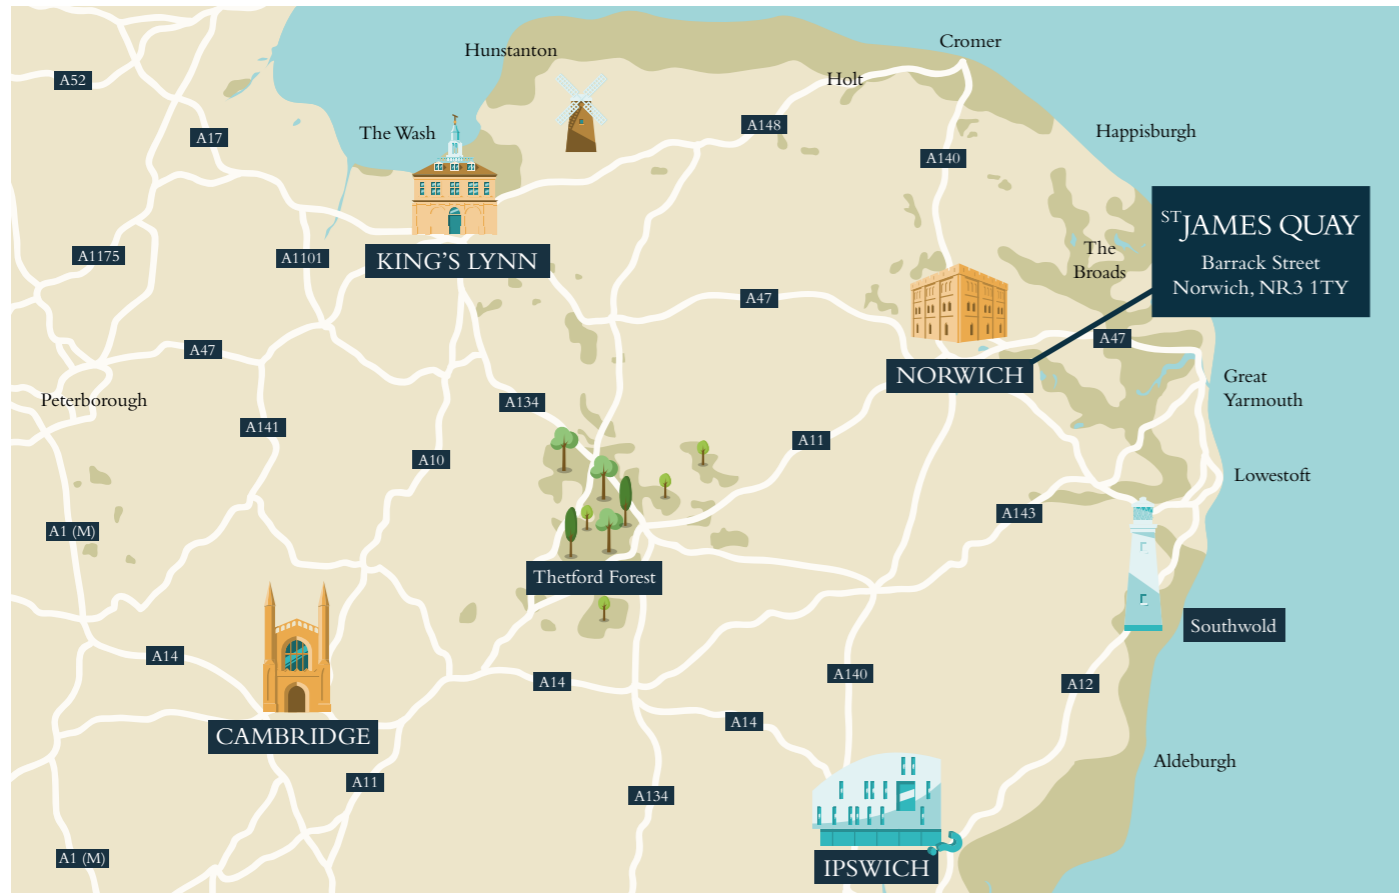 Cromer
Hunstanton
Holt
A52
A148
Happisburgh
The Wash
A17
A140
ST JAMES QUAY
Barrack Street
Norwich, NR3 1TY
The
Broads
A1175
A1101
KING'S LYNN
A47
A47
A47
NORWICH
Great
Yarmouth
Peterborough
A134
A141
A11
A10
Lowestoft
A143
A1 (M)
Thetford Forest
Southwold
A14
A14
A140
A12
A14
CAMBRIDGE
Aldeburgh
A11
A134
A1 (M)
IPSWICH